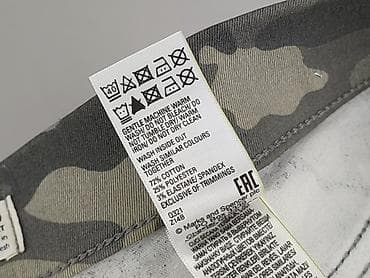 GENTLE MACHINE WARM
WASH/ DO NOT BLEACH/ DO
NOT TUMBLE DRY/ WARM
IRON/ DO NOT DRY CLEAN
WASH INSIDE OUT
WASH SIMILAR COLOURS
TOGETHER
72% COTTON
25% POLYESTER
3% ELASTANE/ SPANDEX
EXCLUSIVE OF TRIMMINGS
EAC
0321
Z149
© Marks and Spencer